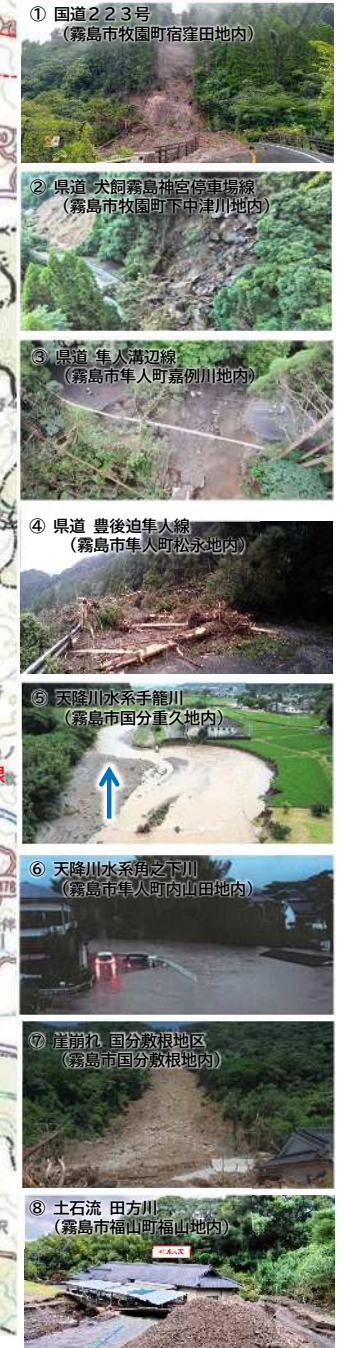 ① 国道２２３号
（霧島市牧園町宿窪田地内）
② 県道 犬飼霧島神宮停車場線
（霧島市牧園町下中津川地内）
③ 県道 隼人溝辺線
（霧島市隼人町嘉例川地内）
④ 県道 豊後迫隼人線
（霧島市隼人町松永地内）
⑤ 天降川水系手籠川
（霧島市国分重久地内）
線
⑥ 天降川水系角之下川
（霧島市隼人町内山田地内）
⑦ 崖崩れ 国分敷根地区
（霧島市国分敷根地内）
⑧ 土石流 田方川
（霧島市福山町福山地内）